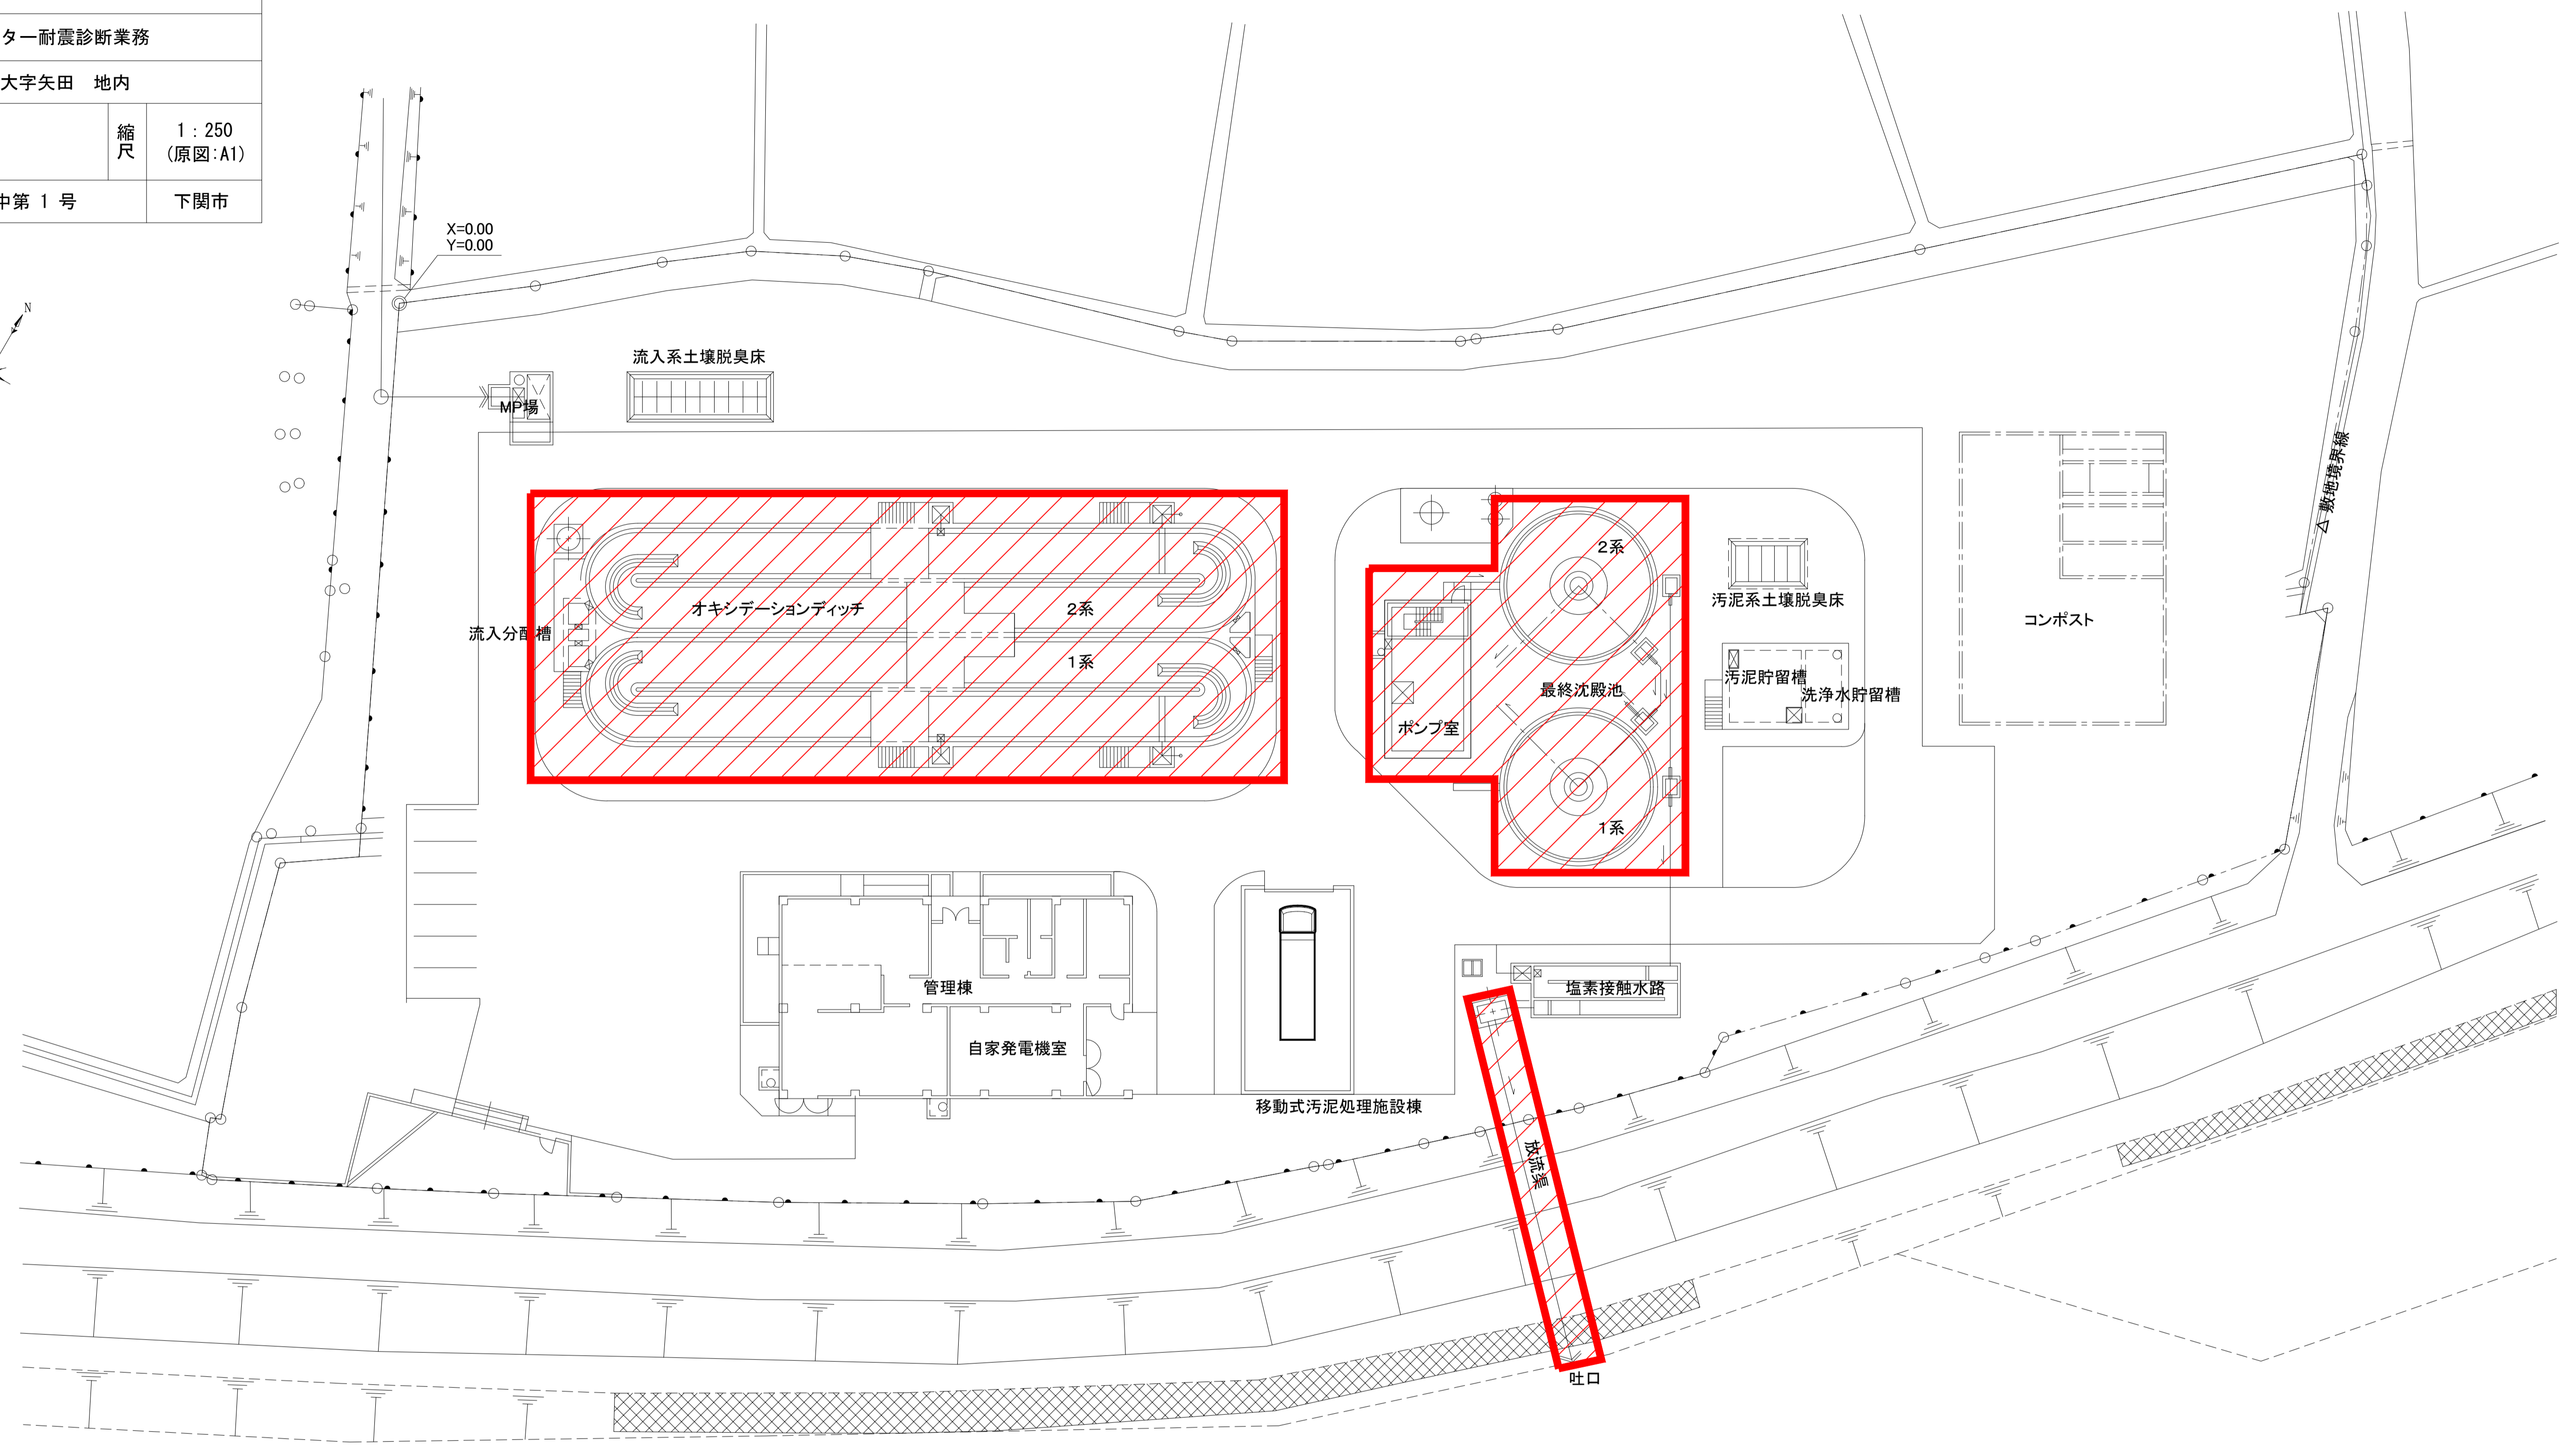 ター耐震診断業務
大字矢田　地内
縮尺
1：250
(原図:A1)
中第 1 号
下関市
N
X=0.00
Y=0.00
流入系土壌脱臭床
MP場
△ 敷地境界線
2系
オキシデーションディッチ
2系
汚泥系土壌脱臭床
コンポスト
流入分配槽
1系
最終沈殿池
汚泥貯留槽
洗浄水貯留槽
ポンプ室
1系
管理棟
塩素接触水路
自家発電機室
移動式汚泥処理施設棟
放流渠
吐口